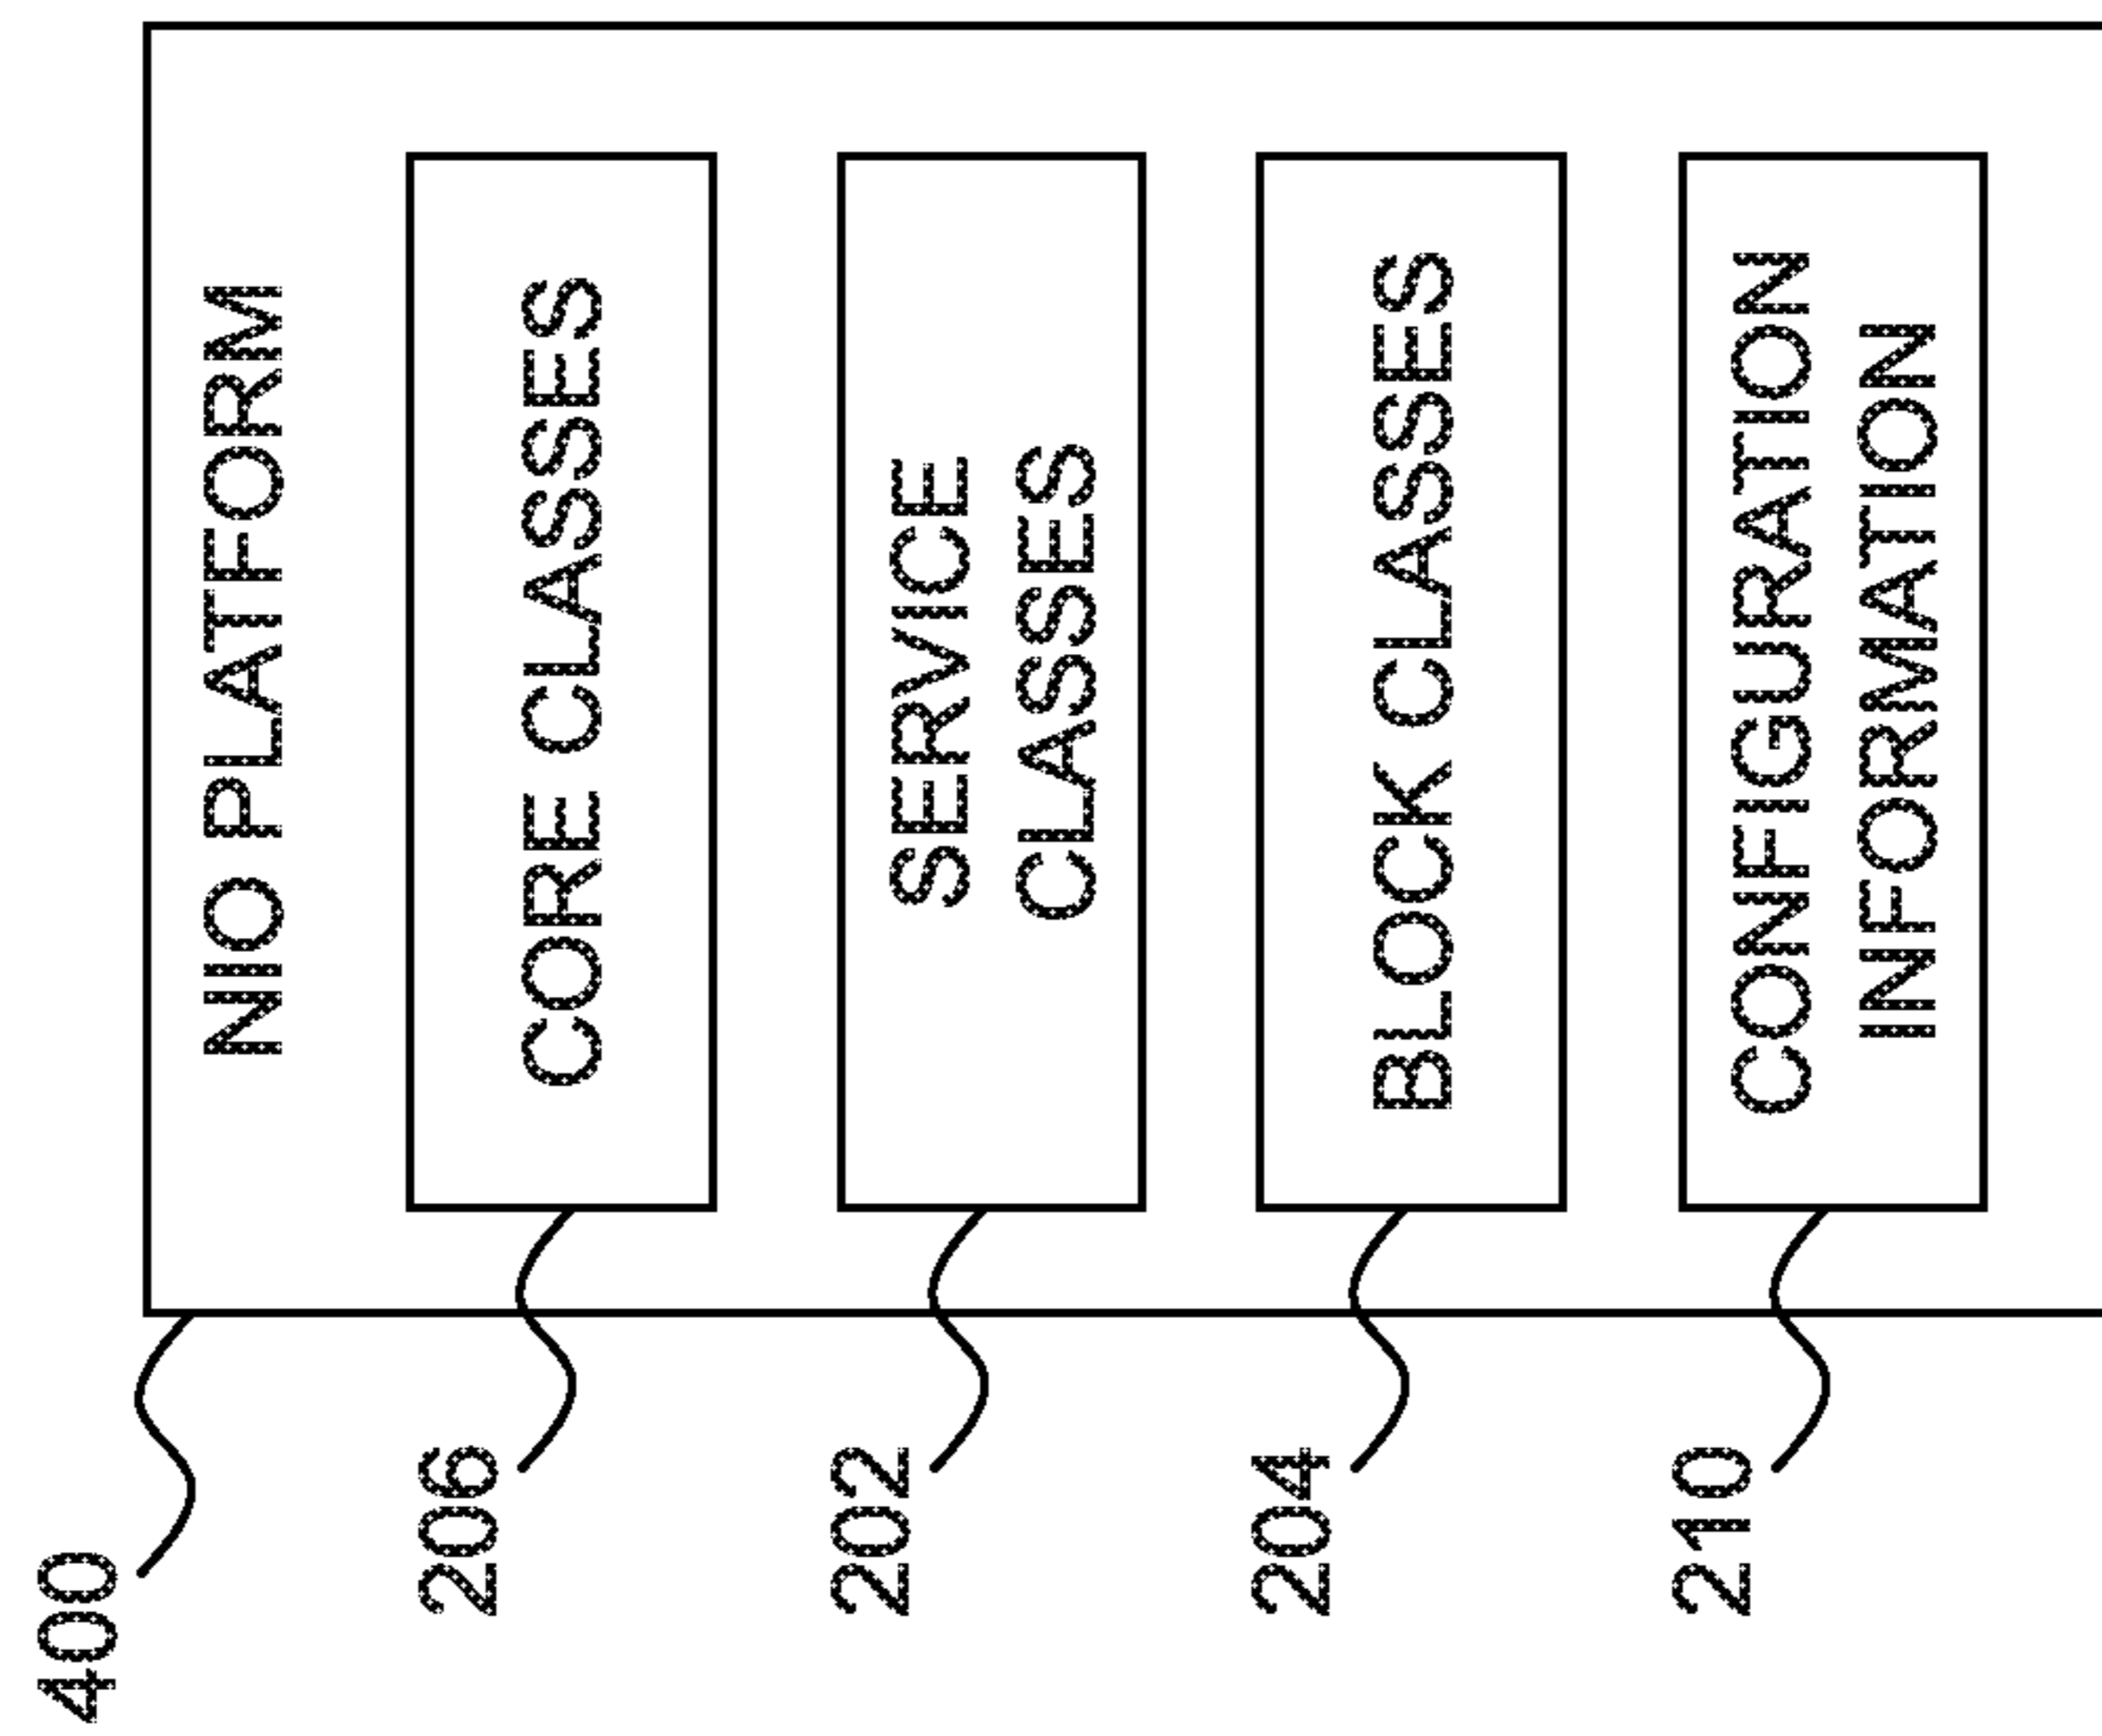 400
NIO PLATFORM
206
CORE CLASSES
202
SERVICE
CLASSES
204
BLOCK CLASSES
210
CONFIGURATION
INFORMATION